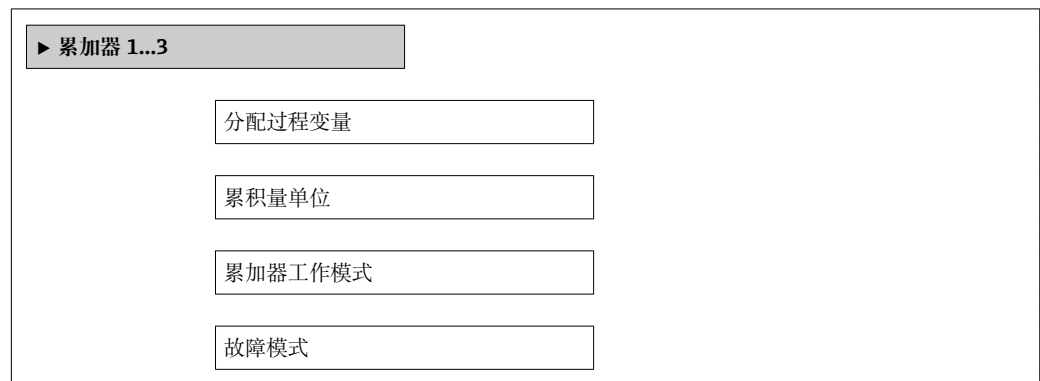 ▶ 累加器 1...3
分配过程变量
累积量单位
累加器工作模式
故障模式